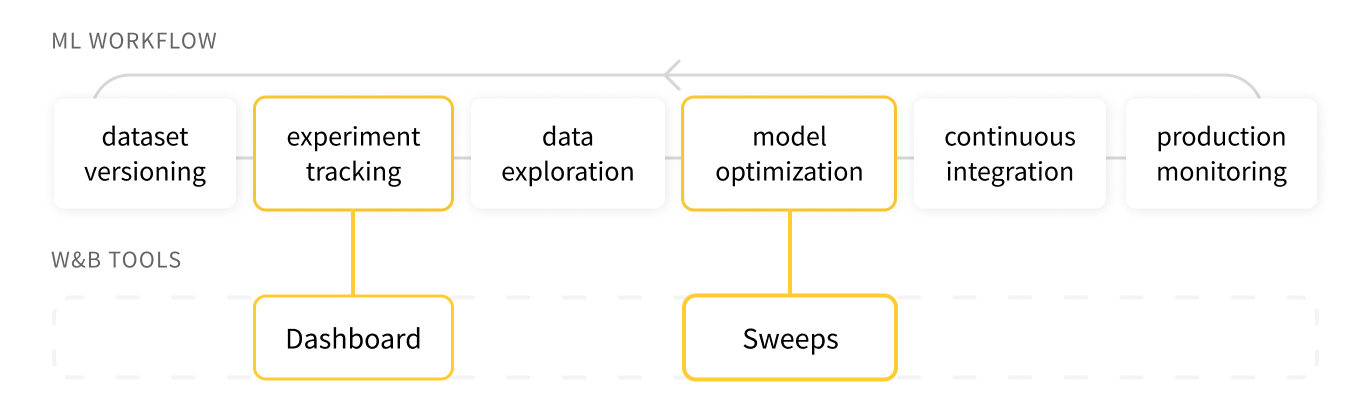 ML WORKFLOW
dataset
versioning
experiment
tracking
data
exploration
model
optimization
continuous
integration
production
monitoring
W&B TOOLS
Dashboard
Sweeps